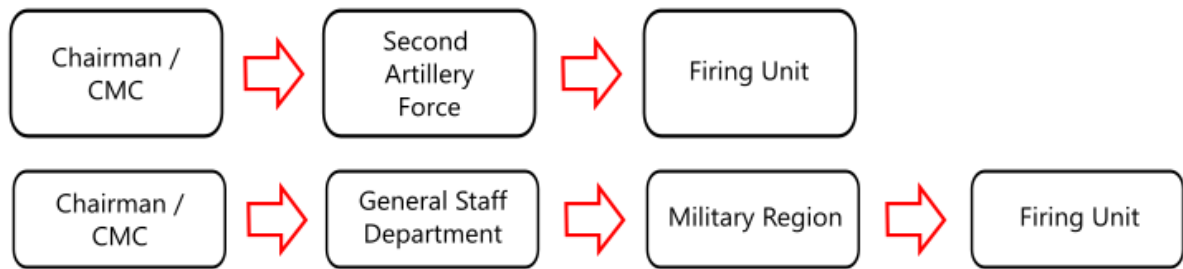 Chairman /
CMC
Second
Artillery
Force
Firing Unit
Chairman /
CMC
General Staff
Department
Military Region
Firing Unit